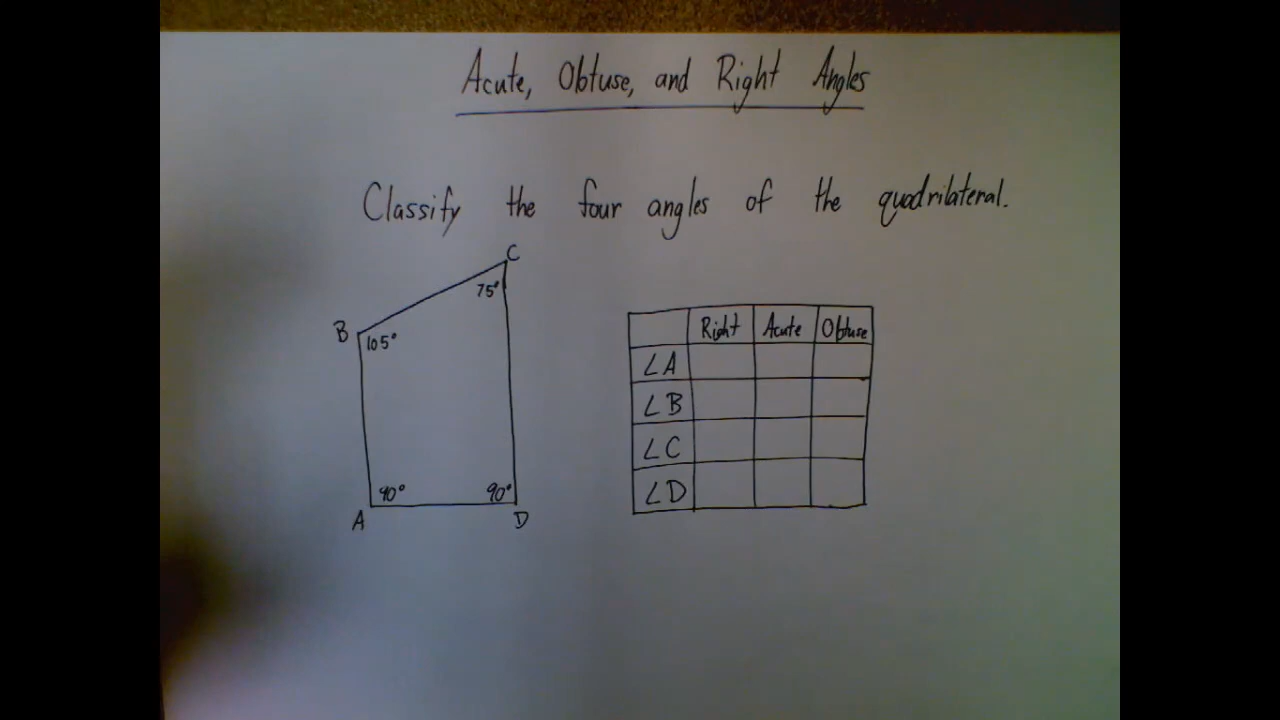 Acute, Obtuse, and Right Angles
Classify the four angles of the quadrilateral.
C
75°
B
105°
90°
90°
A
D
Right Acute Obtuse
∠A
∠B
∠C
∠D